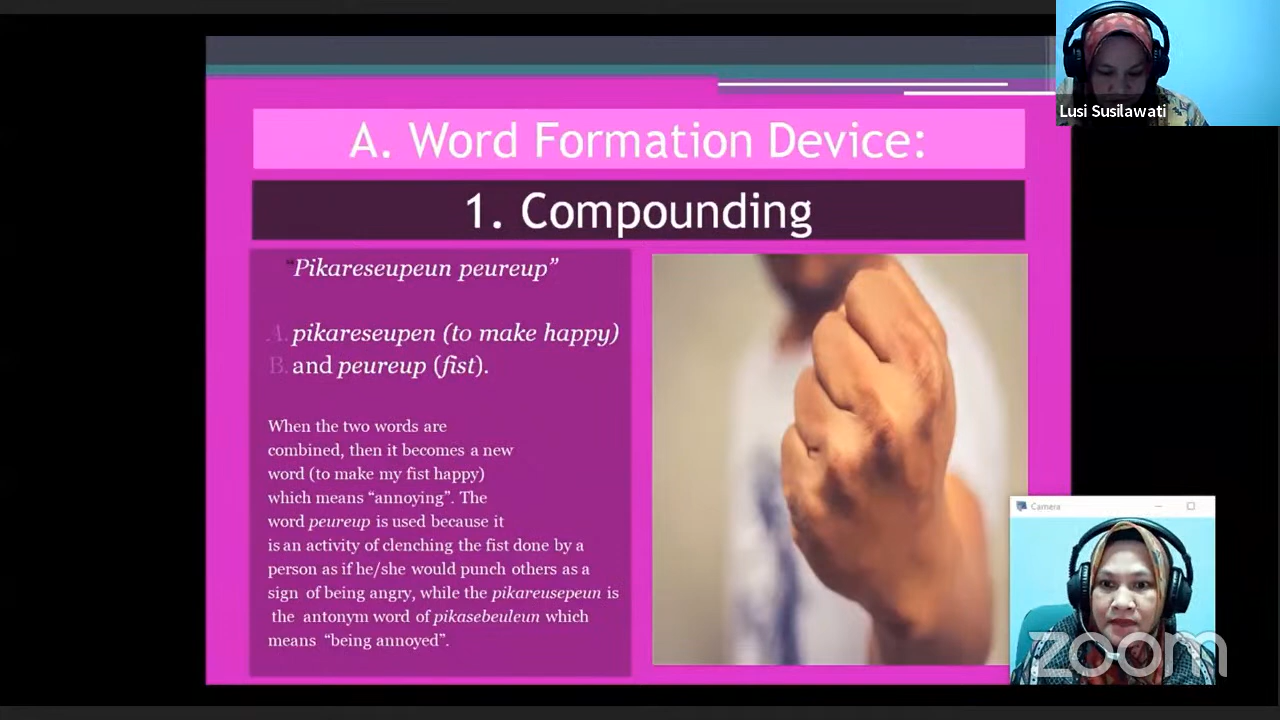 Lusi Susilawati
A. Word Formation Device:
1. Compounding
“Pikareseupeun peureup”
A. pikareseupen (to make happy)
B. and peureup (fist).
When the two words are
combined, then it becomes a new
word (to make my fist happy)
which means “annoying”. The
word peureup is used because it
is an activity of clenching the fist done by a
person as if he/she would punch others as a
sign of being angry, while the pikareusepeun is
the antonym word of pikasebeuleun which
means “being annoyed”.
Camera
zoom